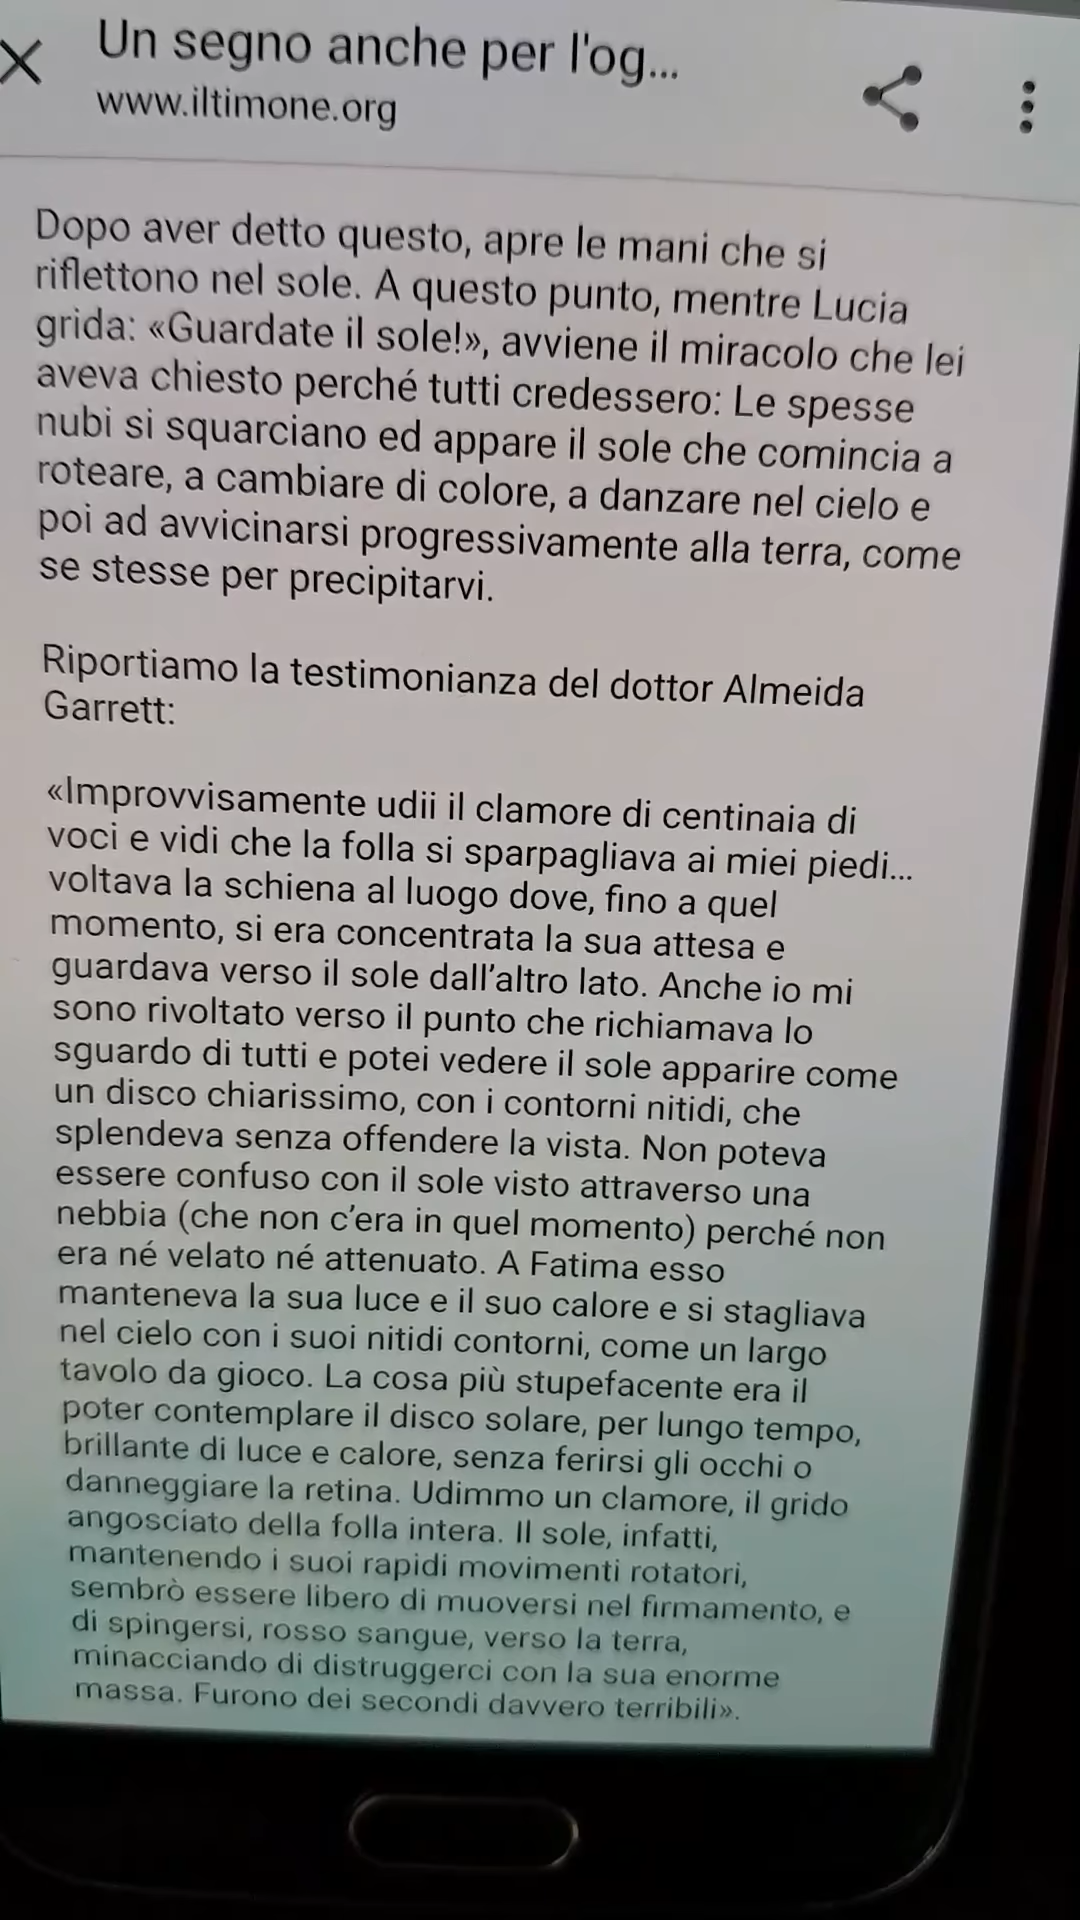 Un segno anche per l'og...
www.iltimone.org
Dopo aver detto questo, apre le mani che si
riflettono nel sole. A questo punto, mentre Lucia
grida: «Guardate il sole!», avviene il miracolo che lei
aveva chiesto perché tutti credessero: Le spesse
nubi si squarciano ed appare il sole che comincia a
roteare, a cambiare di colore, a danzare nel cielo e
poi ad avvicinarsi progressivamente alla terra, come
se stesse per precipitarvi.
Riportiamo la testimonianza del dottor Almeida
Garrett:
«Improvvisamente udii il clamore di centinaia di
voci e vidi che la folla si sparpagliava ai miei piedi...
voltava la schiena al luogo dove, fino a quel
momento, si era concentrata la sua attesa e
guardava verso il sole dall'altro lato. Anche io mi
sono rivoltato verso il punto che richiamava lo
sguardo di tutti e potei vedere il sole apparire come
un disco chiarissimo, con i contorni nitidi, che
splendeva senza offendere la vista. Non poteva
essere confuso con il sole visto attraverso una
nebbia (che non c'era in quel momento) perché non
era né velato né attenuato. A Fatima esso
manteneva la sua luce e il suo calore e si stagliava
nel cielo con i suoi nitidi contorni, come un largo
tavolo da gioco. La cosa più stupefacente era il
poter contemplare il disco solare, per lungo tempo,
brillante di luce e calore, senza ferirsi gli occhi o
danneggiare la retina. Udimmo un clamore, il grido
angosciato della folla intera. Il sole, infatti,
mantenendo i suoi rapidi movimenti rotatori,
sembrò essere libero di muoversi nel firmamento, e
di spingersi, rosso sangue, verso la terra,
minacciando di distruggerci con la sua enorme
massa. Furono dei secondi davvero terribili».